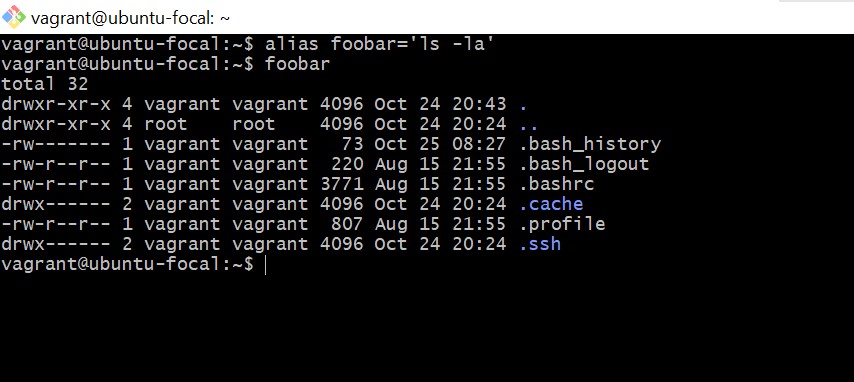 vagrant@ubuntu-focal: ~
vagrant@ubuntu-focal:~$ alias foobar='ls -la'
vagrant@ubuntu-focal:~$ foobar
total 32
drwxr-xr-x 4 vagrant vagrant 4096 Oct 24 20:43 .
drwxr-xr-x 4 root    root    4096 Oct 24 20:24 ..
-rw------- 1 vagrant vagrant   73 Oct 25 08:27 .bash_history
-rw-r--r-- 1 vagrant vagrant  220 Aug 15 21:55 .bash_logout
-rw-r--r-- 1 vagrant vagrant 3771 Aug 15 21:55 .bashrc
drwx------ 2 vagrant vagrant 4096 Oct 24 20:24 .cache
-rw-r--r-- 1 vagrant vagrant  807 Aug 15 21:55 .profile
drwx------ 2 vagrant vagrant 4096 Oct 24 20:24 .ssh
vagrant@ubuntu-focal:~$